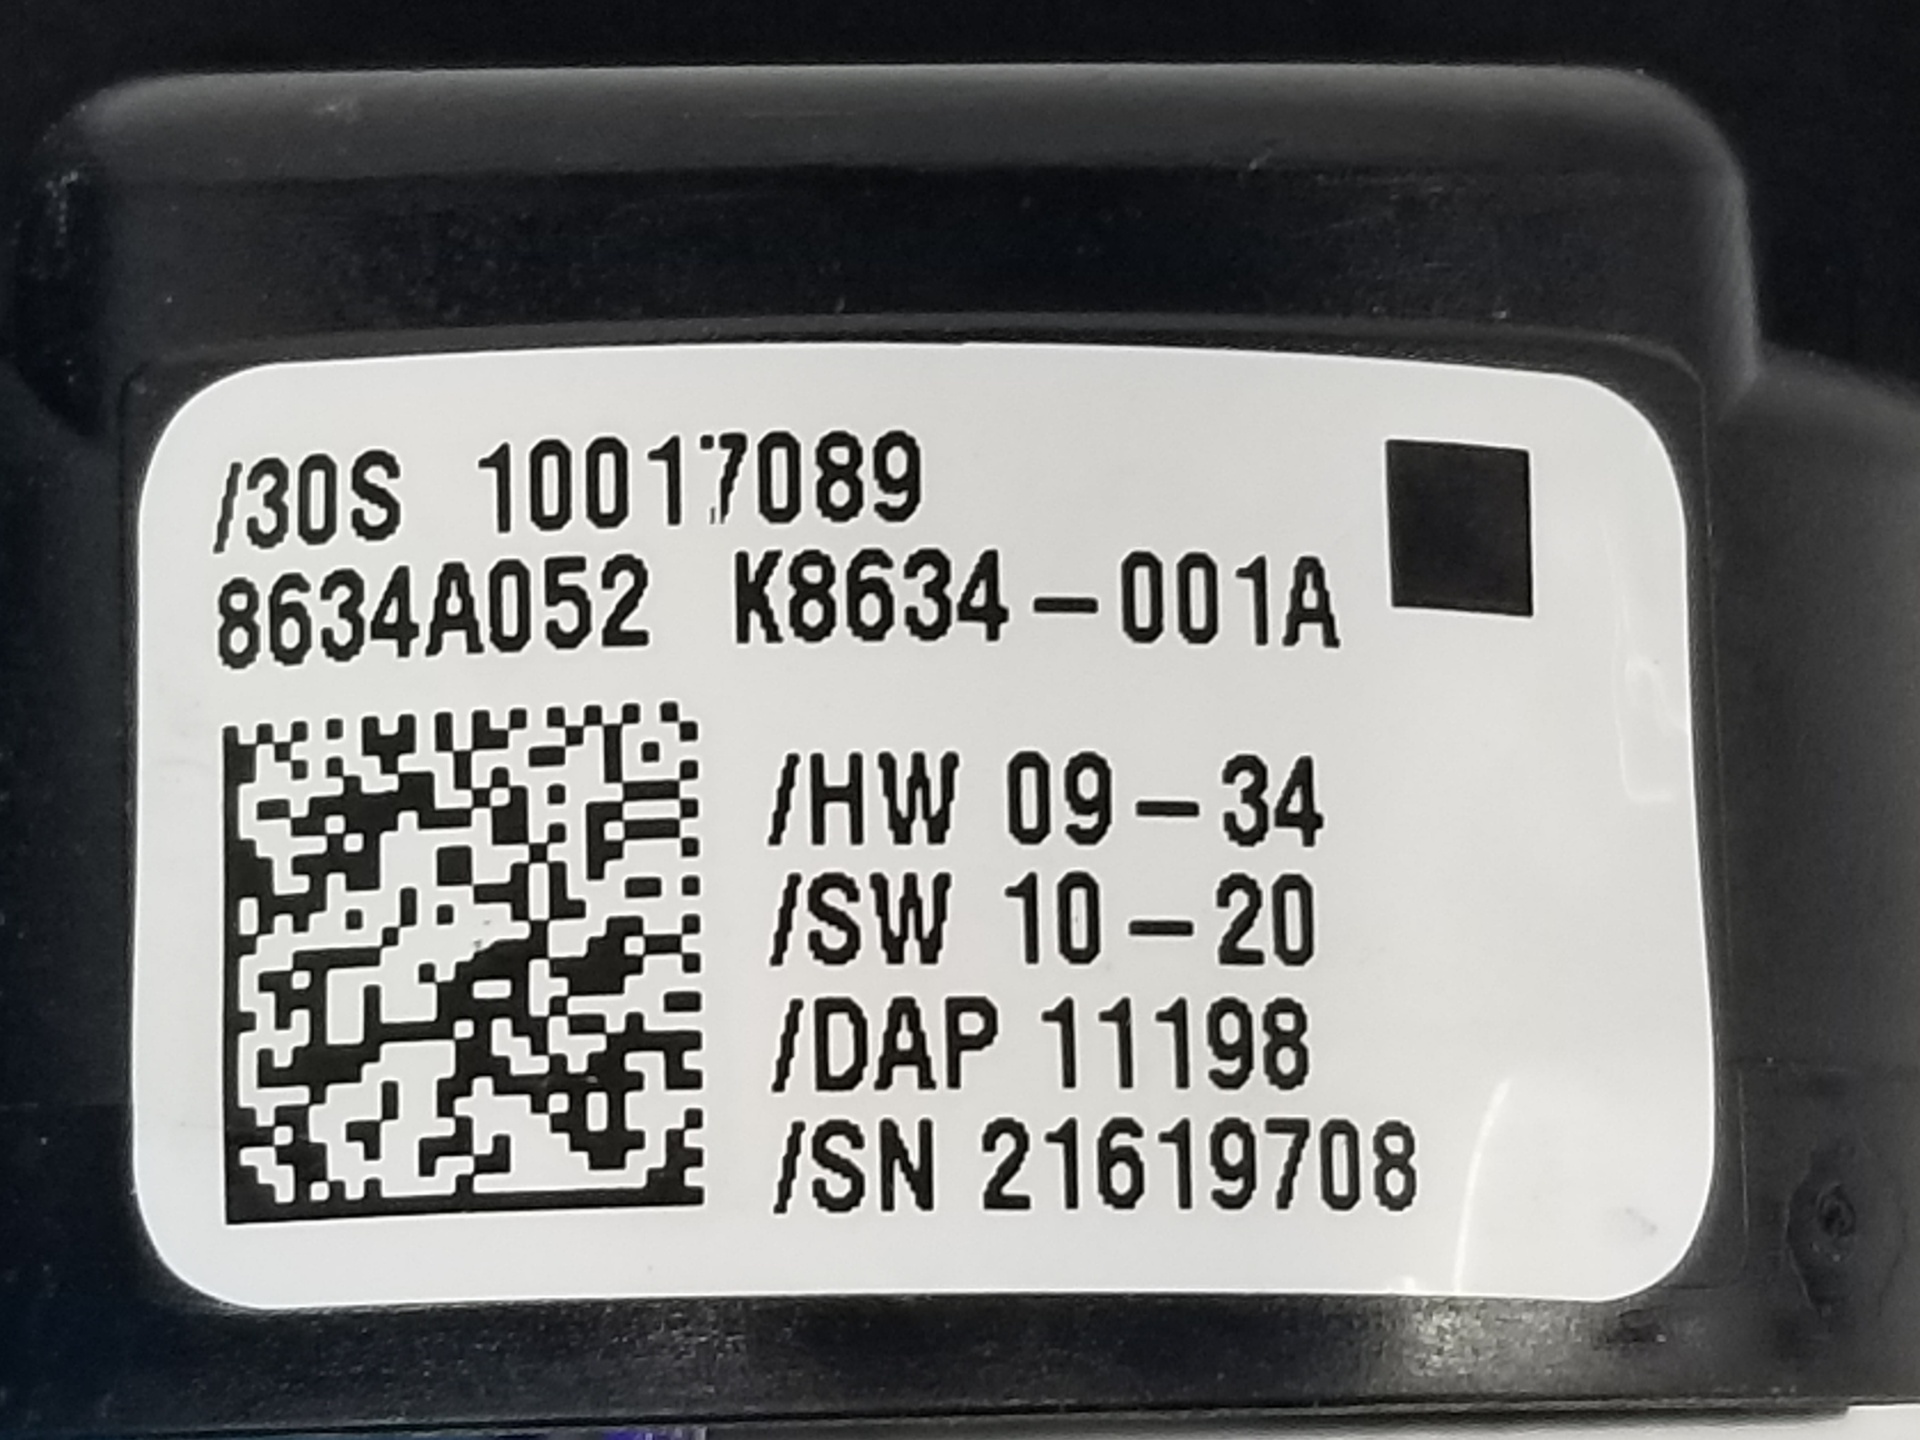 /30S 10017089
8634A052 K8634-001A
/HW 09-34
/SW 10-20
/DAP 11198
/SN 21619708